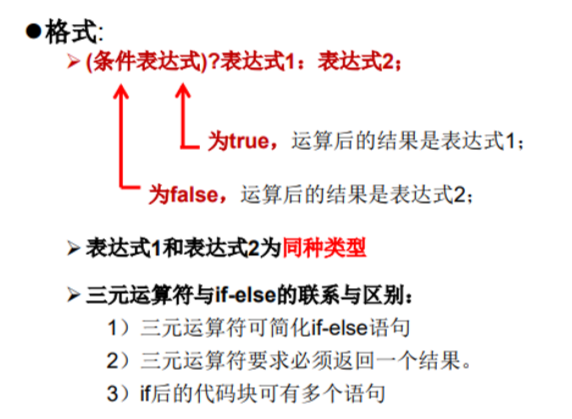 ●格式:
➢(条件表达式)?表达式1：表达式2；
为true，运算后的结果是表达式1；
为false，运算后的结果是表达式2；
➢表达式1和表达式2为同种类型
➢三元运算符与if-else的联系与区别：
1）三元运算符可简化if-else语句
2）三元运算符要求必须返回一个结果。
3）if后的代码块可有多个语句